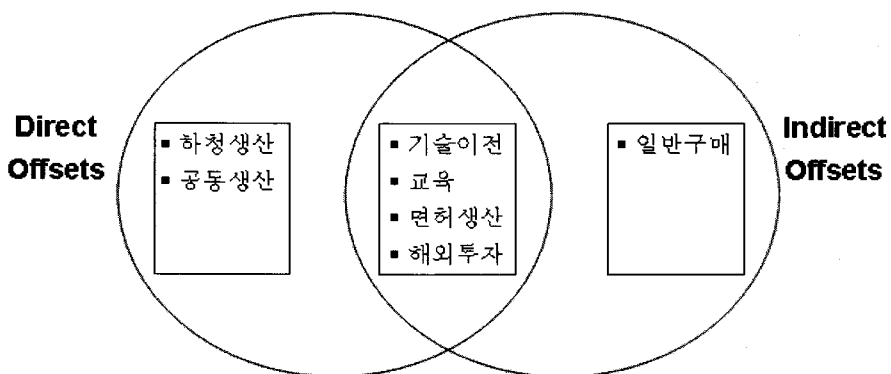 Direct
Offsets
▪ 하청생산
▪ 공동생산
▪ 기술이전
▪ 교육
▪ 면허생산
▪ 해외투자
▪ 일반구매
Indirect
Offsets